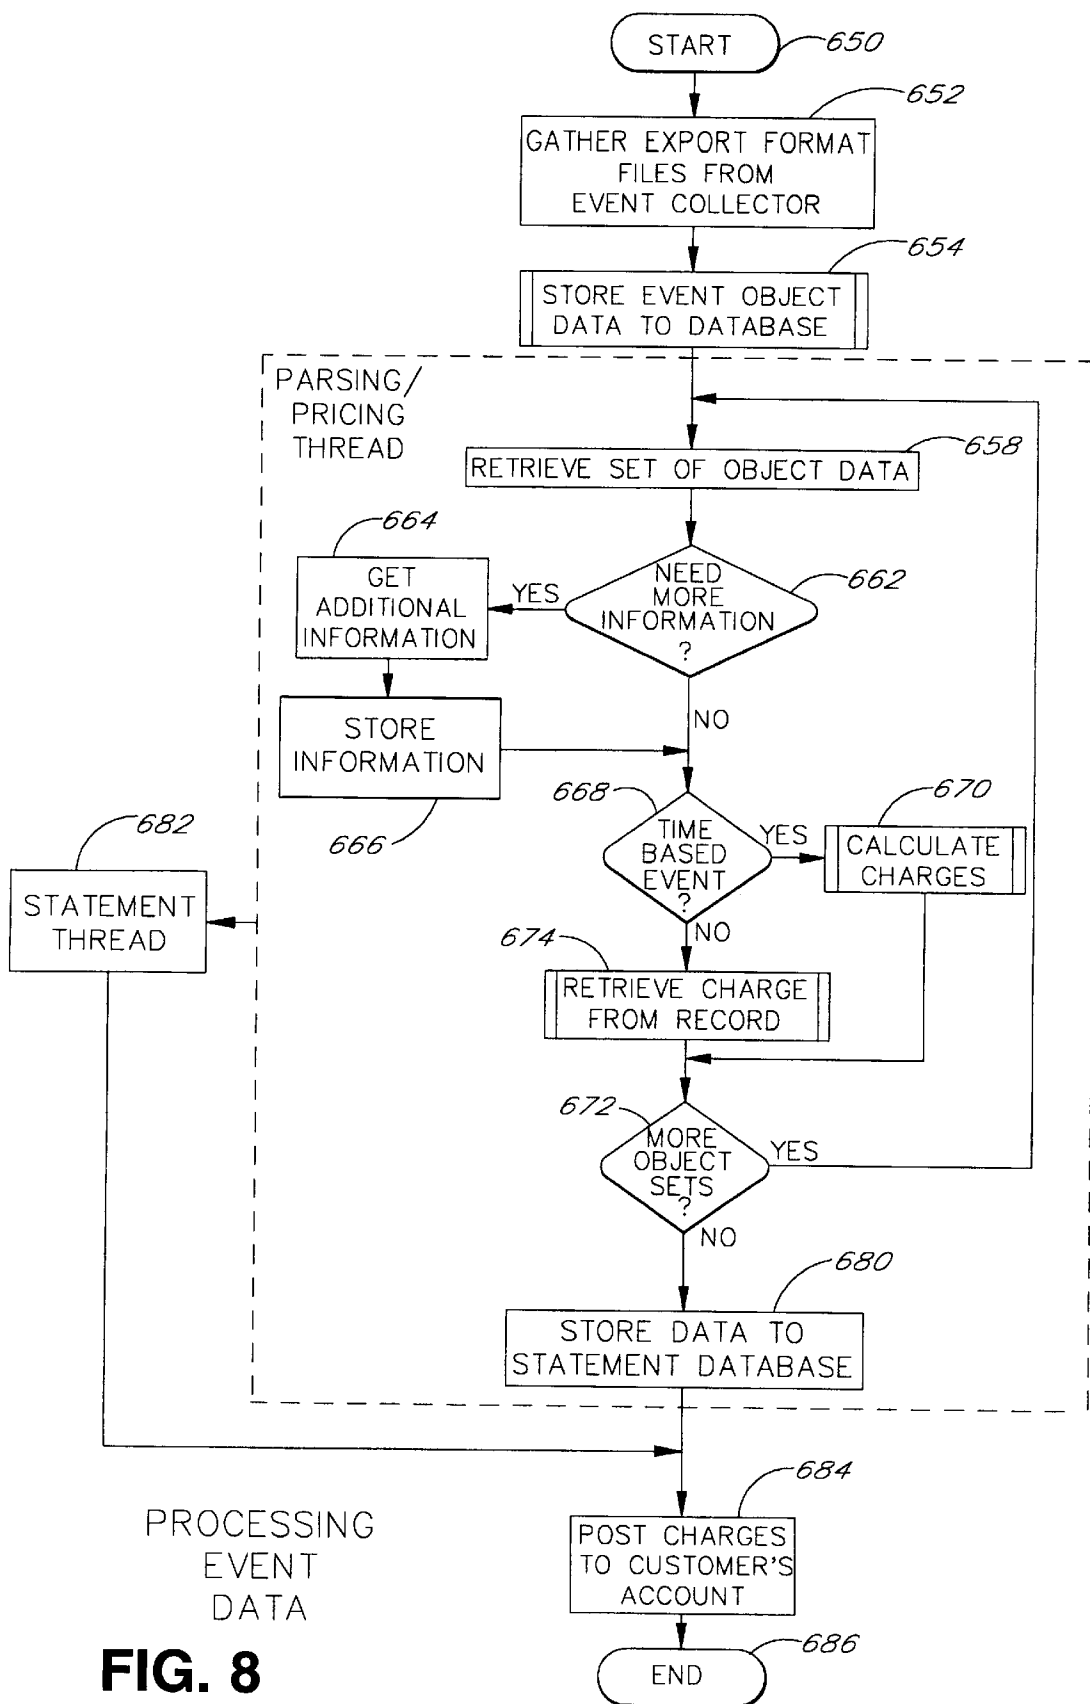 START
650
652
GATHER EXPORT FORMAT
FILES FROM
EVENT COLLECTOR
654
STORE EVENT OBJECT
DATA TO DATABASE
PARSING/
PRICING
THREAD
658
RETRIEVE SET OF OBJECT DATA
664
GET
ADDITIONAL
INFORMATION
YES
NEED
MORE
INFORMATION
?
662
NO
STORE
INFORMATION
666
668
TIME
BASED
EVENT
?
YES
670
CALCULATE
CHARGES
682
STATEMENT
THREAD
NO
674
RETRIEVE CHARGE
FROM RECORD
672
MORE
OBJECT
SETS
?
YES
NO
680
STORE DATA TO
STATEMENT DATABASE
684
POST CHARGES
TO CUSTOMER'S
ACCOUNT
PROCESSING
EVENT
DATA
686
END
FIG. 8